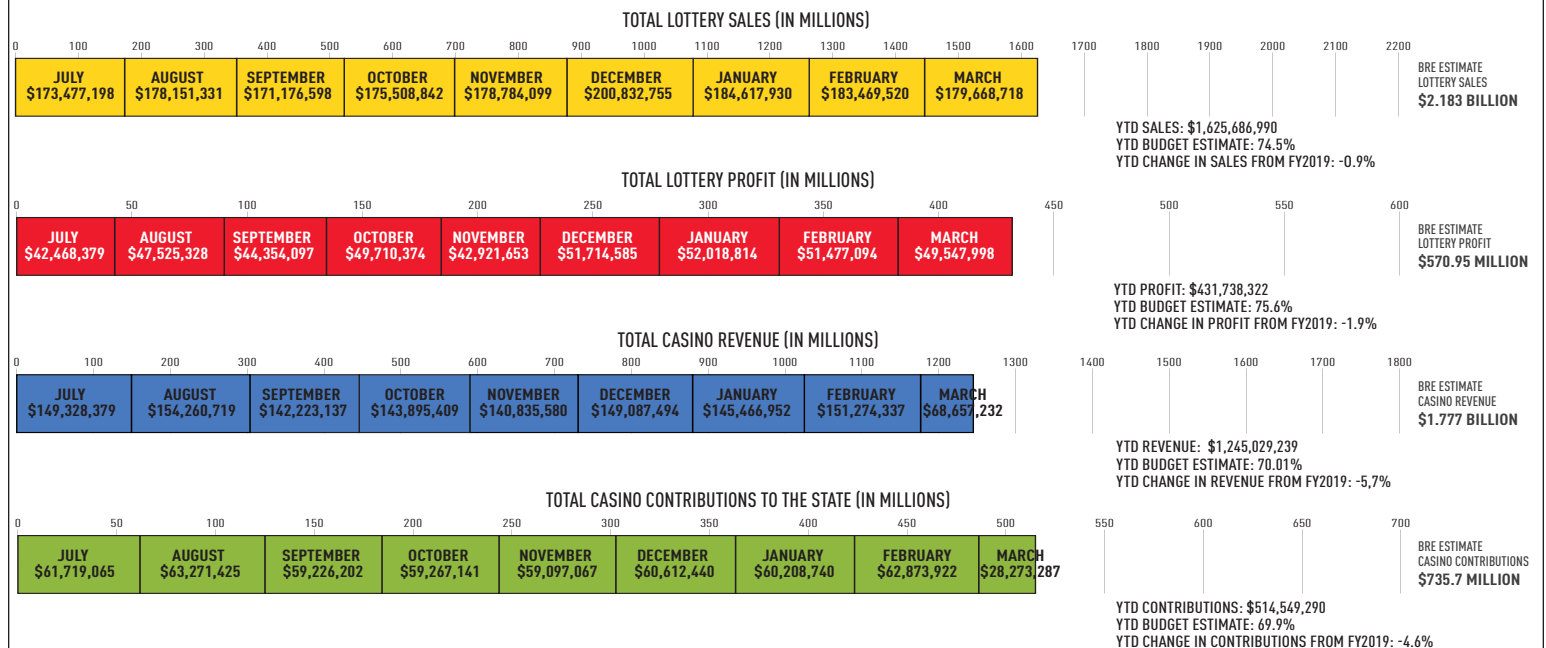 TOTAL LOTTERY SALES (IN MILLIONS)
0 100 200 300 400 500 600 700 800 900 1000 1100 1200 1300 1400 1500 1600 1700 1800 1900 2000 2100 2200
JULY AUGUST SEPTEMBER OCTOBER NOVEMBER DECEMBER JANUARY FEBRUARY MARCH
$173,477,198 $178,151,331 $171,176,598 $175,508,842 $178,784,099 $200,832,755 $184,617,930 $183,469,520 $179,668,718
BRE ESTIMATE
LOTTERY SALES
$2.183 BILLION
YTD SALES: $1,625,686,990
YTD BUDGET ESTIMATE: 74.5%
YTD CHANGE IN SALES FROM FY2019: -0.9%
TOTAL LOTTERY PROFIT (IN MILLIONS)
0 50 100 150 200 250 300 350 400 450 500 550 600
JULY AUGUST SEPTEMBER OCTOBER NOVEMBER DECEMBER JANUARY FEBRUARY MARCH
$42,468,379 $47,525,328 $44,354,097 $49,710,374 $42,921,653 $51,714,585 $52,018,814 $51,477,094 $49,547,998
BRE ESTIMATE
LOTTERY PROFIT
$570.95 MILLION
YTD PROFIT: $431,738,322
YTD BUDGET ESTIMATE: 75.6%
YTD CHANGE IN PROFIT FROM FY2019: -1.9%
TOTAL CASINO REVENUE (IN MILLIONS)
0 100 200 300 400 500 600 700 800 900 1000 1100 1200 1300 1400 1500 1600 1700 1800
JULY AUGUST SEPTEMBER OCTOBER NOVEMBER DECEMBER JANUARY FEBRUARY MARCH
$149,328,379 $154,260,719 $142,223,137 $143,895,409 $140,835,580 $149,087,494 $145,466,952 $151,274,337 $68,657,232
BRE ESTIMATE
CASINO REVENUE
$1.777 BILLION
YTD REVENUE: $1,245,029,239
YTD BUDGET ESTIMATE: 70.01%
YTD CHANGE IN REVENUE FROM FY2019: -5,7%
TOTAL CASINO CONTRIBUTIONS TO THE STATE (IN MILLIONS)
0 50 100 150 200 250 300 350 400 450 500 550 600 650 700
JULY AUGUST SEPTEMBER OCTOBER NOVEMBER DECEMBER JANUARY FEBRUARY MARCH
$61,719,065 $63,271,425 $59,226,202 $59,267,141 $59,097,067 $60,612,440 $60,208,740 $62,873,922 $28,273,287
BRE ESTIMATE
CASINO CONTRIBUTIONS
$735.7 MILLION
YTD CONTRIBUTIONS: $514,549,290
YTD BUDGET ESTIMATE: 69.9%
YTD CHANGE IN CONTRIBUTIONS FROM FY2019: -4.6%